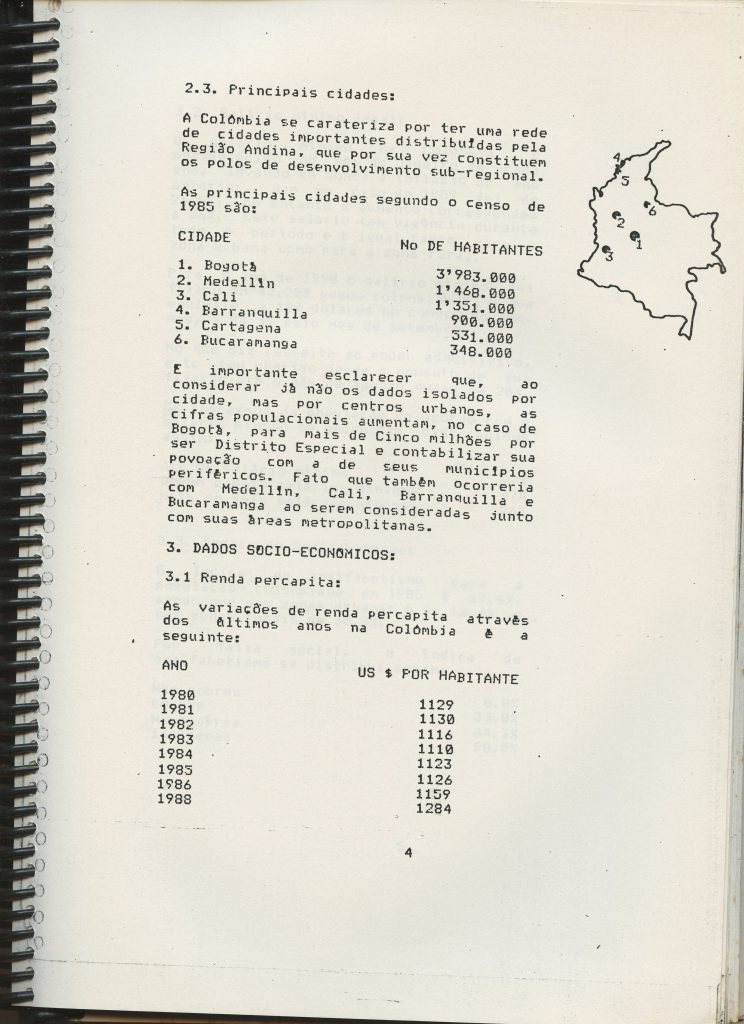 2.3. Principais cidades:
A Colômbia se carateriza por ter uma rede
de cidades importantes distribuídas pela
Região Andina, que por sua vez constituem
os polos de desenvolvimento sub-regional.
As principais cidades segundo o censo de
1985 são:
CIDADE No DE HABITANTES
1. Bogotá 3'983.000
2. Medellín 1'468.000
3. Cali 1'351.000
4. Barranquilla 900.000
5. Cartagena 531.000
6. Bucaramanga 348.000
4
5
6
2
1
3
E importante esclarecer que, ao
considerar já não os dados isolados por
cidade, mas por centros urbanos, as
cifras populacionais aumentam, no caso de
Bogotá, para mais de Cinco milhões por
ser Distrito Especial e contabilizar sua
povoação com a de seus municípios
periféricos. Fato que também ocorreria
com Medellín, Cali, Barranquilla e
Bucaramanga ao serem consideradas junto
com suas áreas metropolitanas.
3. DADOS SOCIO-ECONOMICOS:
3.1 Renda percapita:
As variações de renda percapita através
dos últimos anos na Colômbia é a
seguinte:
ANO US $ POR HABITANTE
1980 1129
1981 1130
1982 1116
1983 1110
1984 1123
1985 1126
1986 1159
1988 1284
4